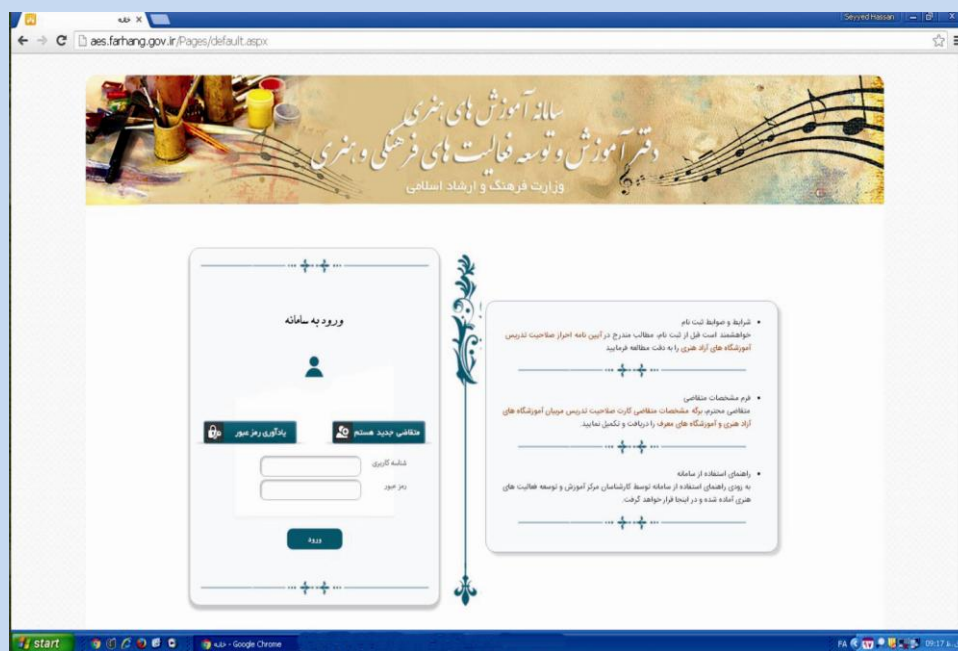 خانه
Seyyed Hassan
aes.farhang.gov.ir/Pages/default.aspx
سامانه آموزش های هنری
دفتر آموزش و توسعه فعالیت های فرهنگی و هنری
وزارت فرهنگ و ارشاد اسلامی
شرایط و ضوابط ثبت نام
خواهشمند است قبل از ثبت نام، مطالب مندرج در آیین نامه احراز صلاحیت تدریس
آموزشگاه های آزاد هنری را به دقت مطالعه فرمایید
فرم مشخصات متقاضی
متقاضی محترم، برگه مشخصات متقاضی کارت صلاحیت تدریس مربیان آموزشگاه های
آزاد هنری و آموزشگاه های معرف را دریافت و تکمیل نمایید.
راهنمای استفاده از سامانه
به زودی راهنمای استفاده از سامانه توسط کارشناسان مرکز آموزش و توسعه فعالیت های
هنری آماده شده و در اینجا قرار خواهد گرفت.
ورود به سامانه
متقاضی جدید هستم
یادآوری رمز عبور
شناسه کاربری
رمز عبور
ورود
start
خانه - Google Chrome
FA
09:17 ق.ظ